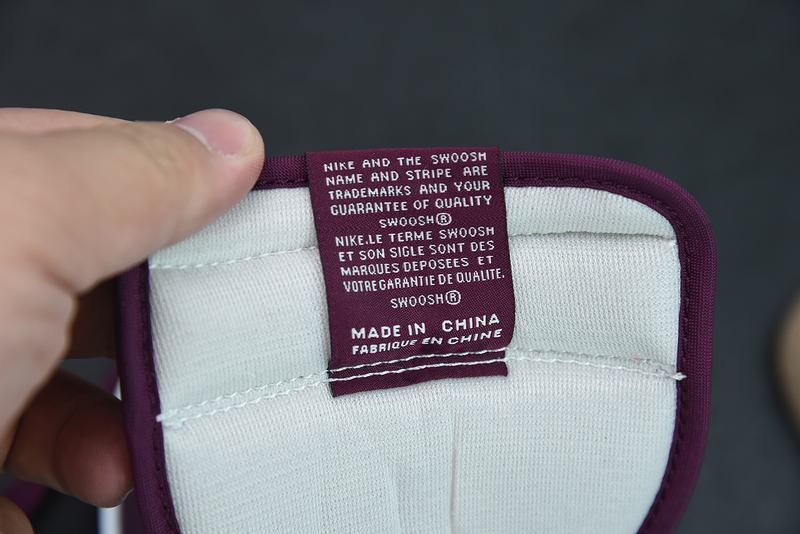 NIKE AND THE SWOOSH
NAME AND STRIPE ARE
TRADEMARKS AND YOUR
GUARANTEE OF QUALITY
SWOOSH®
NIKE.LE TERME SWOOSH
ET SON SIGLE SONT DES
MARQUES DEPOSEES ET
VOTRE GARANTIE DE QUALITE.
SWOOSH®
MADE IN CHINA
FABRIQUE EN CHINE